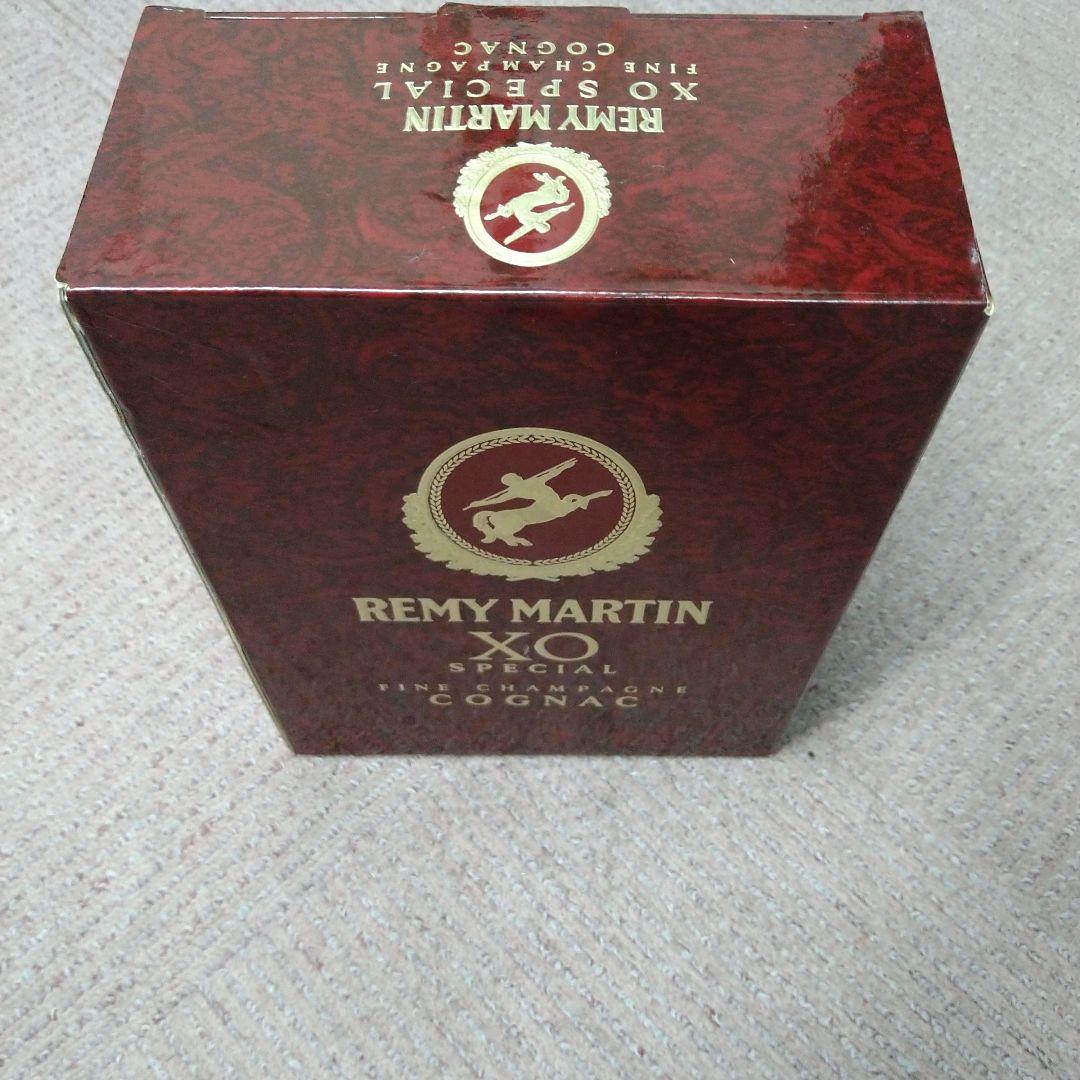 REMY MARTIN
XO SPECIAL
FINE CHAMPAGNE
COGNAC
REMY MARTIN
XO
SPECIAL
FINE CHAMPAGNE
COGNAC